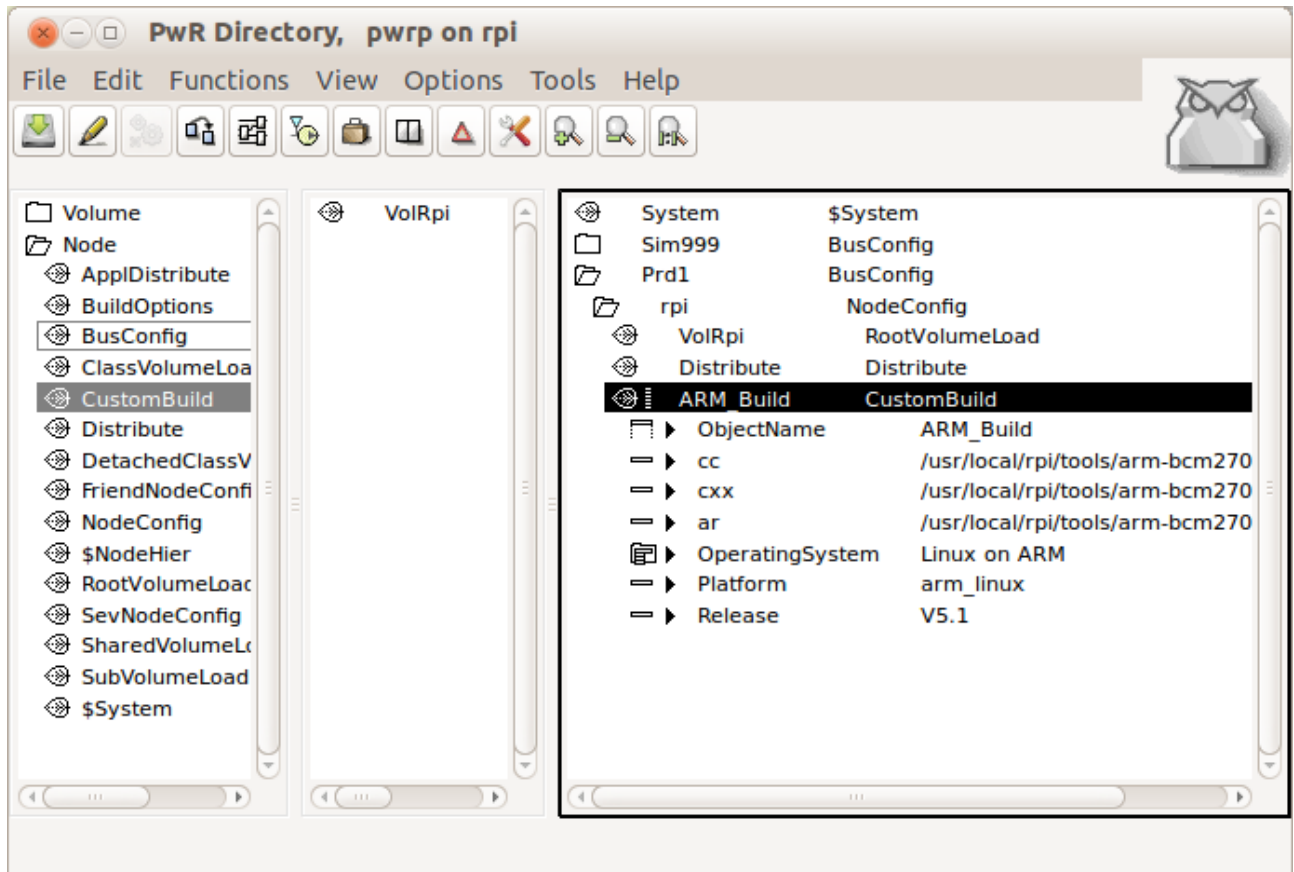 PwR Directory, pwrp on rpi
File Edit Functions View Options Tools Help
Volume
Node
ApplDistribute
BuildOptions
BusConfig
ClassVolumeLoa
CustomBuild
Distribute
DetachedClassV
FriendNodeConfi
NodeConfig
$NodeHier
RootVolumeLoad
SevNodeConfig
SharedVolumeLo
SubVolumeLoad
$System
VolRpi
System $System
Sim999 BusConfig
Prd1 BusConfig
rpi NodeConfig
VolRpi RootVolumeLoad
Distribute Distribute
ARM_Build CustomBuild
ObjectName ARM_Build
cc /usr/local/rpi/tools/arm-bcm270
cxx /usr/local/rpi/tools/arm-bcm270
ar /usr/local/rpi/tools/arm-bcm270
OperatingSystem Linux on ARM
Platform arm_linux
Release V5.1